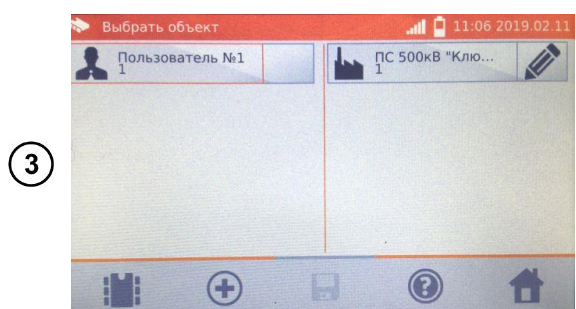 Выбрать объект
11:06 2019.02.11
Пользователь №1
1
ПС 500кВ "Клю...
1
3